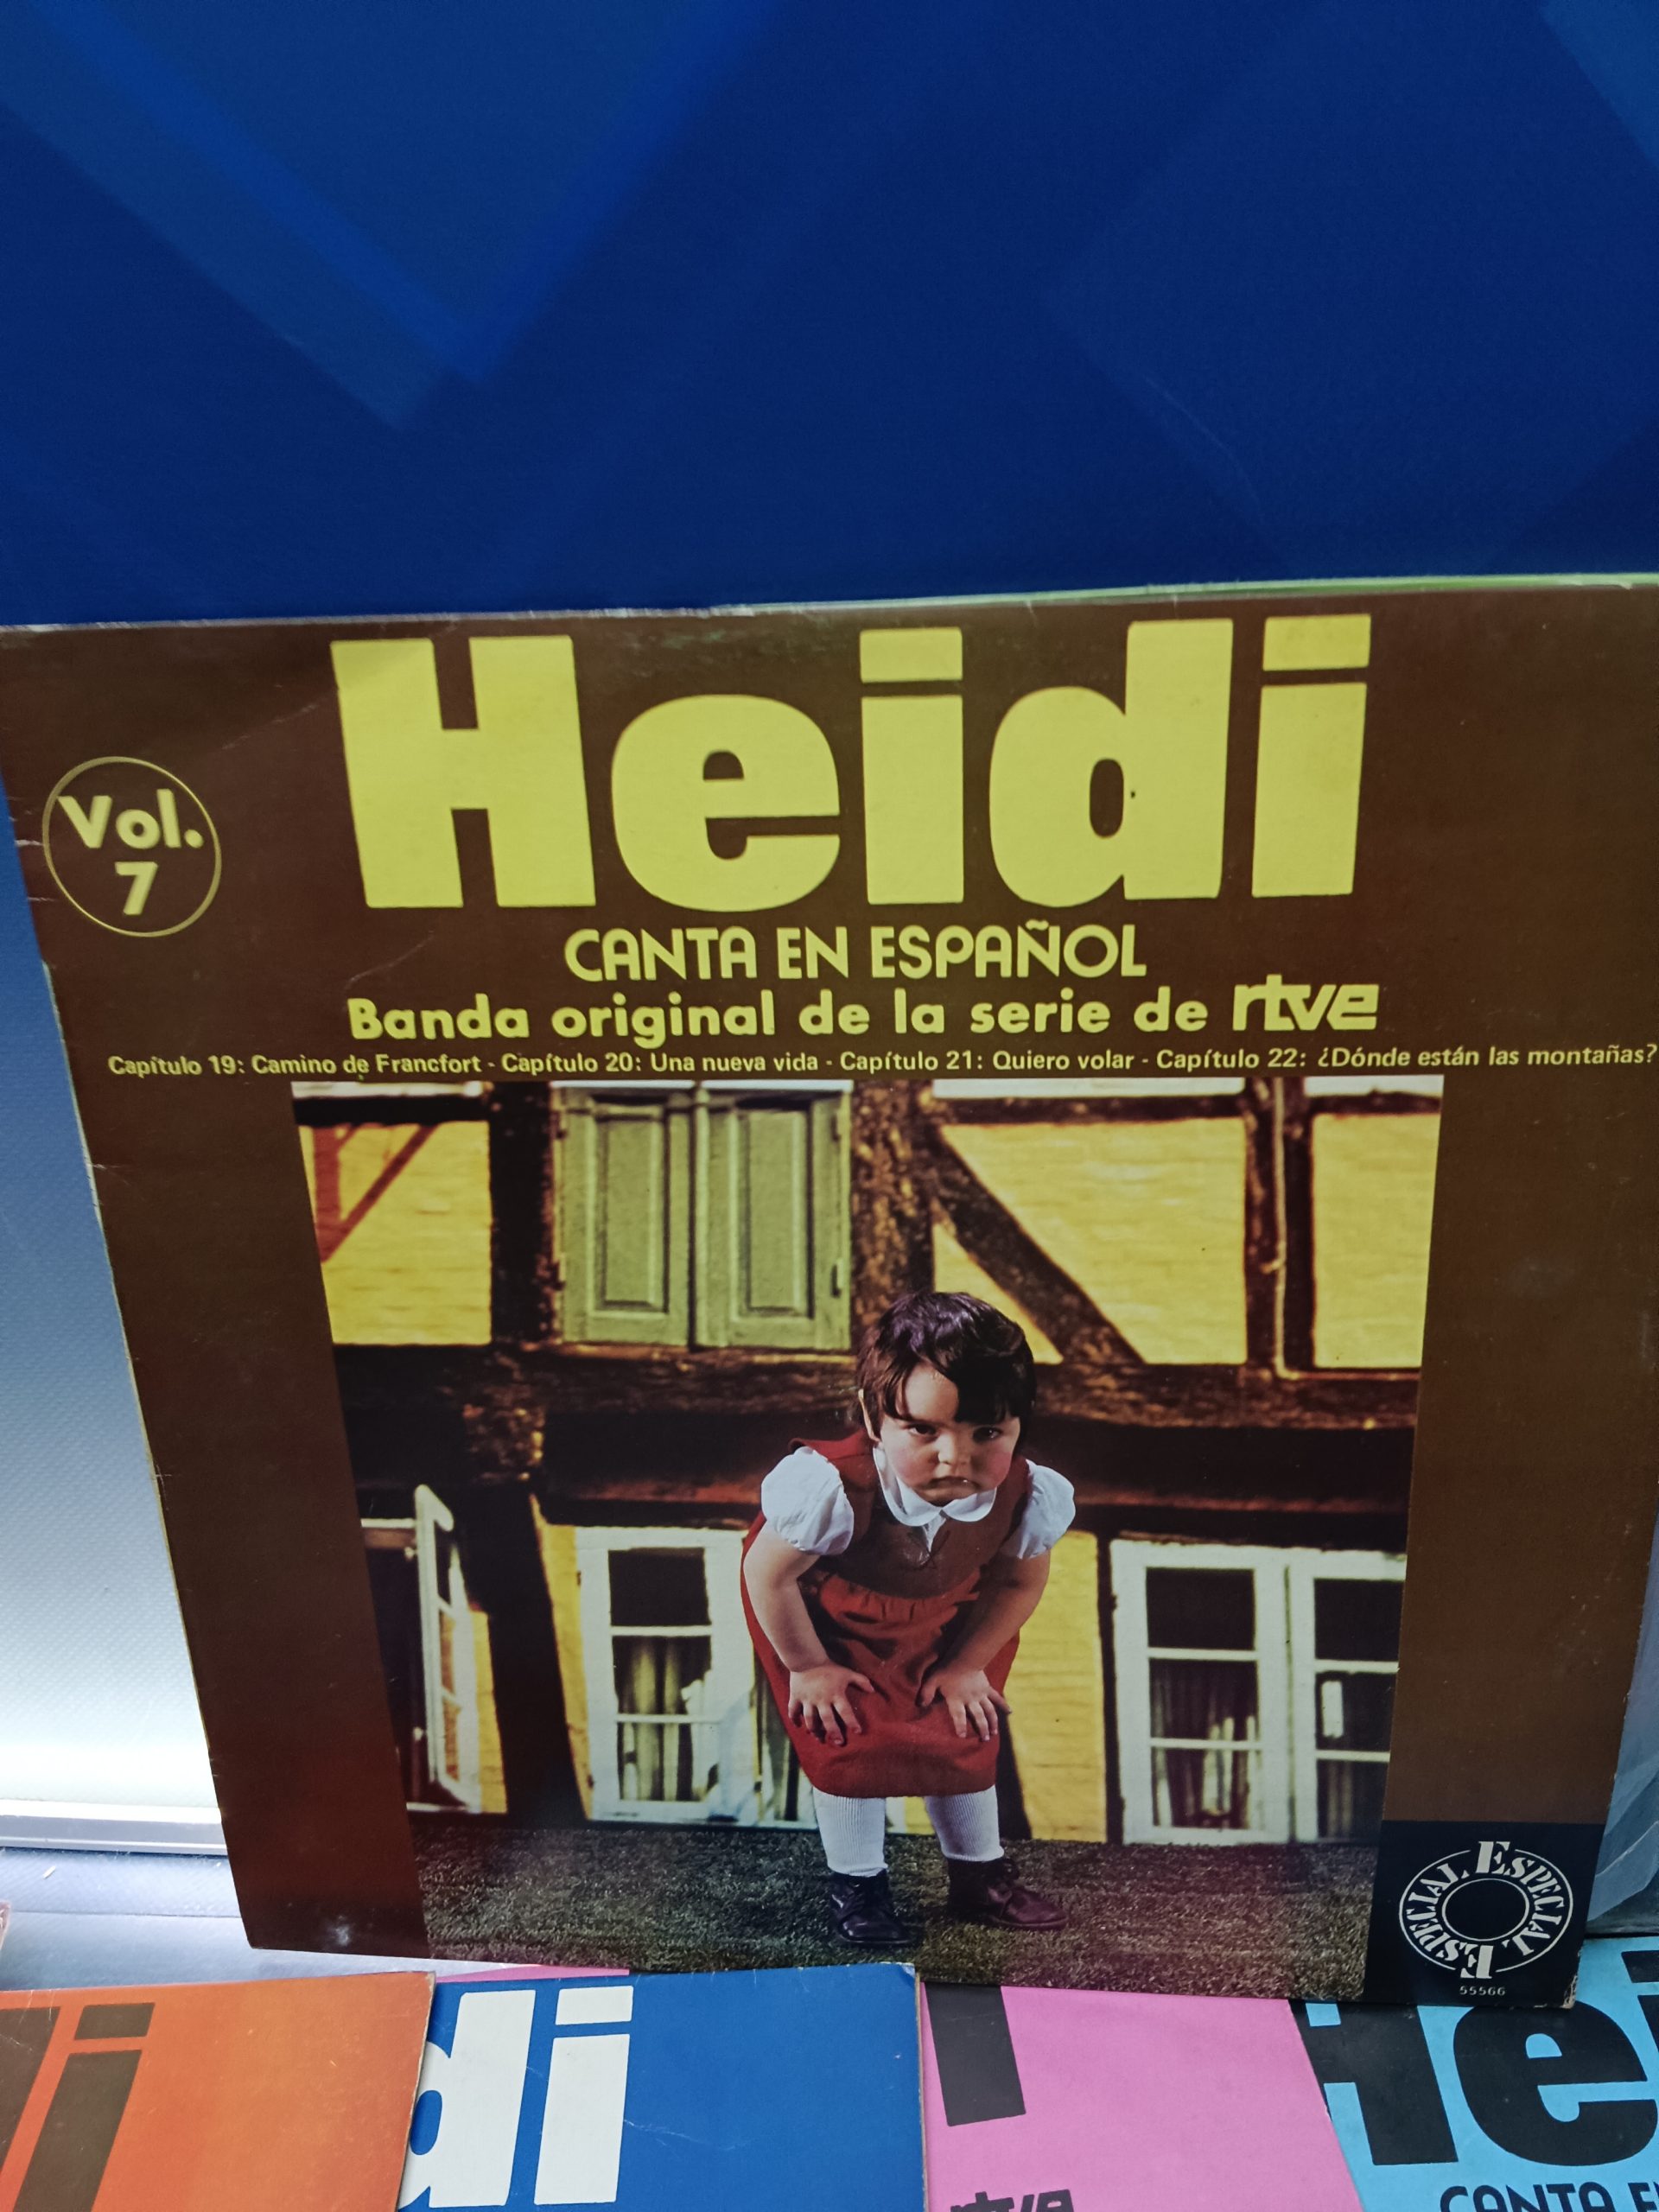 Heidi
Vol.
7
CANTA EN ESPAÑOL
Banda original de la serie de rtve
Capítulo 19: Camino de Francfort - Capítulo 20: Una nueva vida - Capítulo 21: Quiero volar - Capítulo 22: ¿Dónde están las montañas?
ESPECIAL ESPECIAL
55566
di
i
Hei
rtve
CANTA E